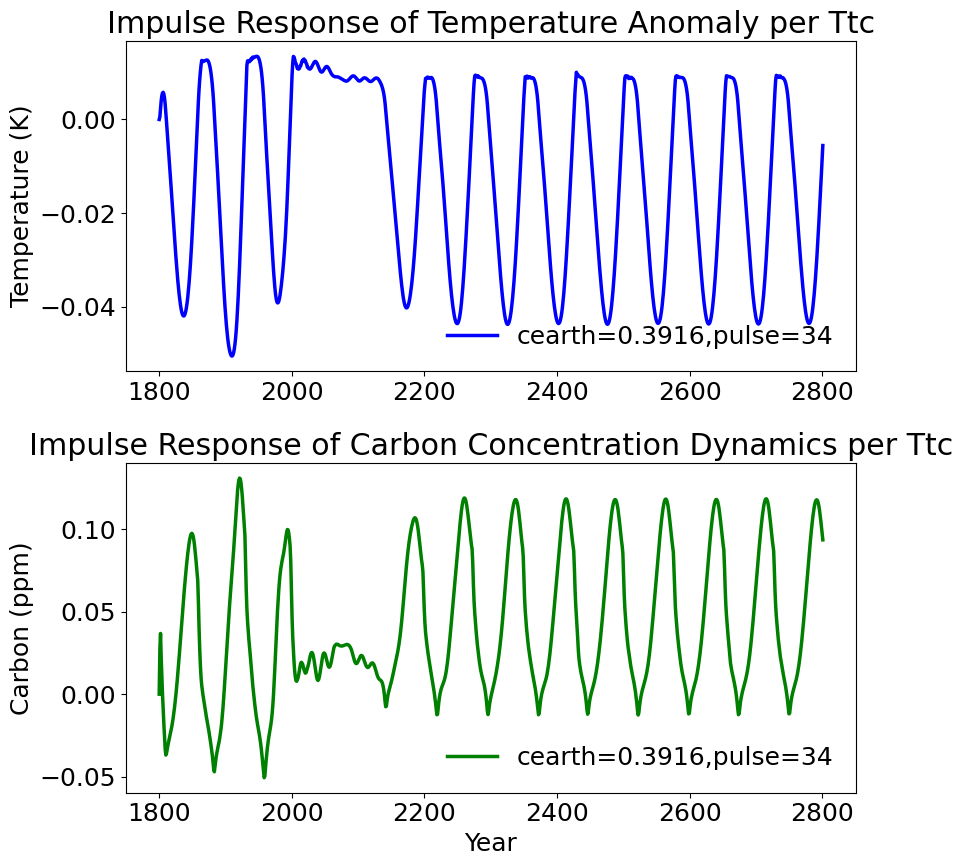 Impulse Response of Temperature Anomaly per Ttc
Temperature (K)
0.00
−0.02
−0.04
cearth=0.3916,pulse=34
1800 2000 2200 2400 2600 2800
Impulse Response of Carbon Concentration Dynamics per Ttc
Carbon (ppm)
0.10
0.05
0.00
−0.05
cearth=0.3916,pulse=34
1800 2000 2200 2400 2600 2800
Year